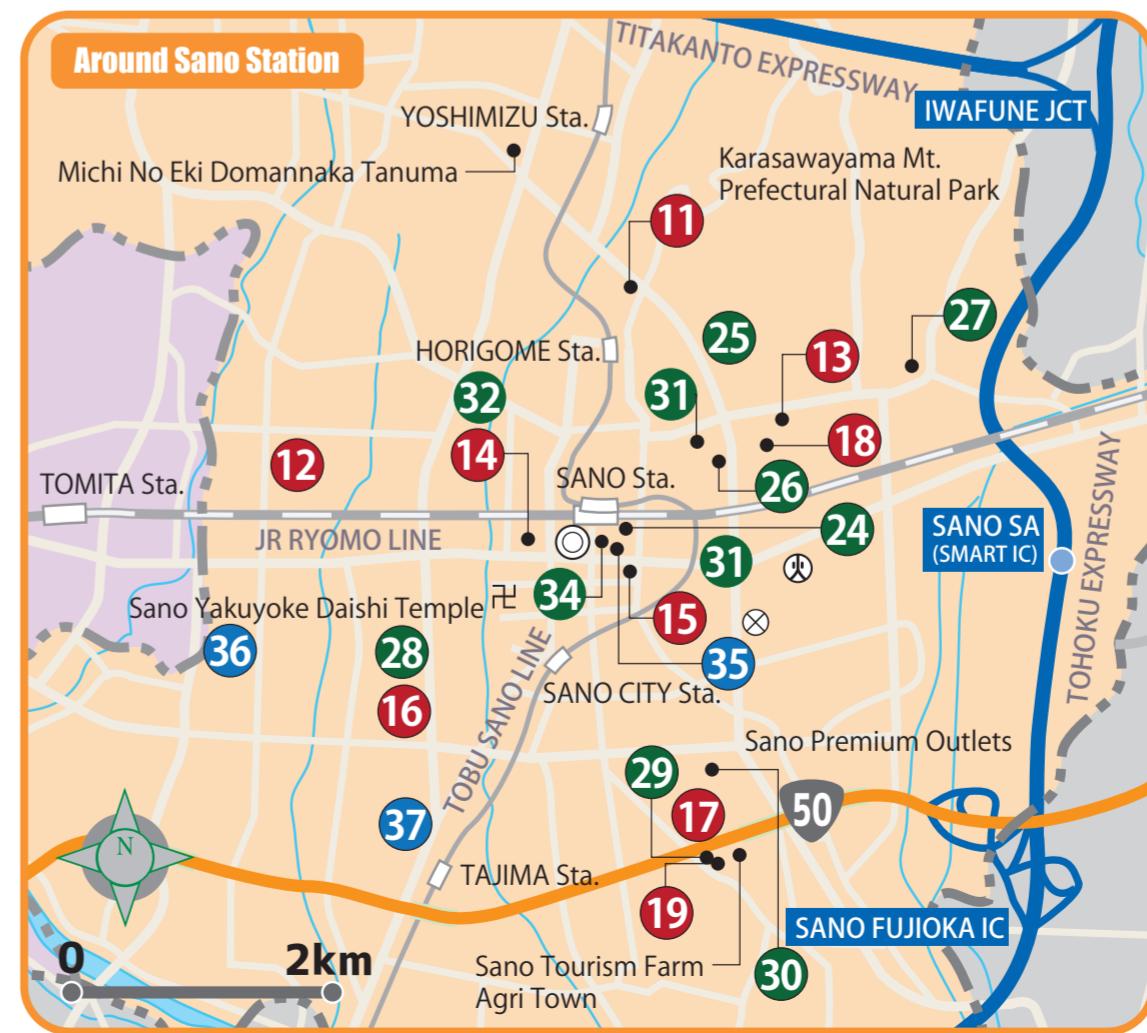 Around Sano Station
TITAKANTO EXPRESSWAY
IWAFUNE JCT
YOSHIMIZU Sta.
Michi No Eki Domannaka Tanuma
Karasawayama Mt.
Prefectural Natural Park
11
27
25
13
HORIGOME Sta.
32
31
18
14
12
TOMITA Sta.
SANO Sta.
26
24
JR RYOMO LINE
SANO SA
(SMART IC)
31
34
Sano Yakuyoke Daishi Temple
卍
15
TOHOKU EXPRESSWAY
36
28
35
SANO CITY Sta.
16
TOBU SANO LINE
Sano Premium Outlets
29
17
50
37
N
TAJIMA Sta.
19
SANO FUJIOKA IC
0
2km
Sano Tourism Farm
Agri Town
30